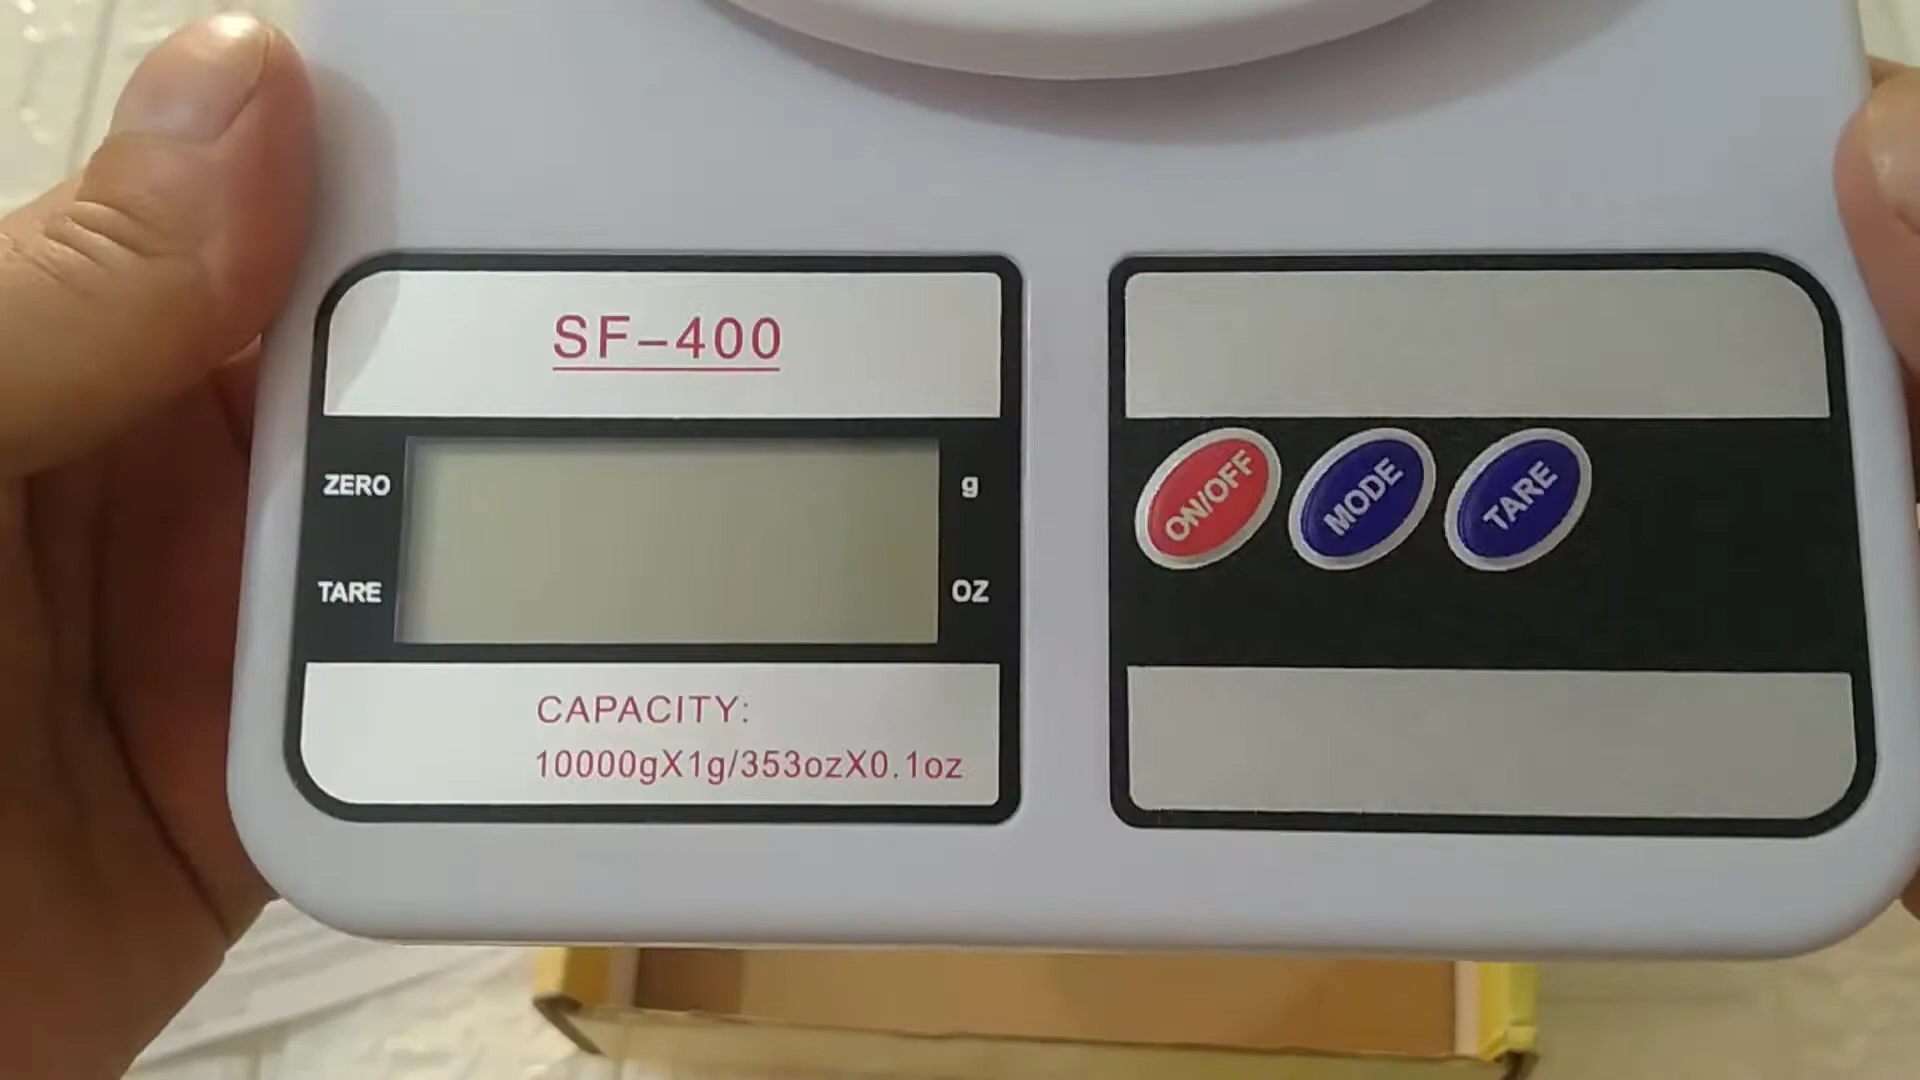 SF-400
ZERO
g
TARE
OZ
CAPACITY:
10000gX1g/353ozX0.1oz
ON/OFF
MODE
TARE